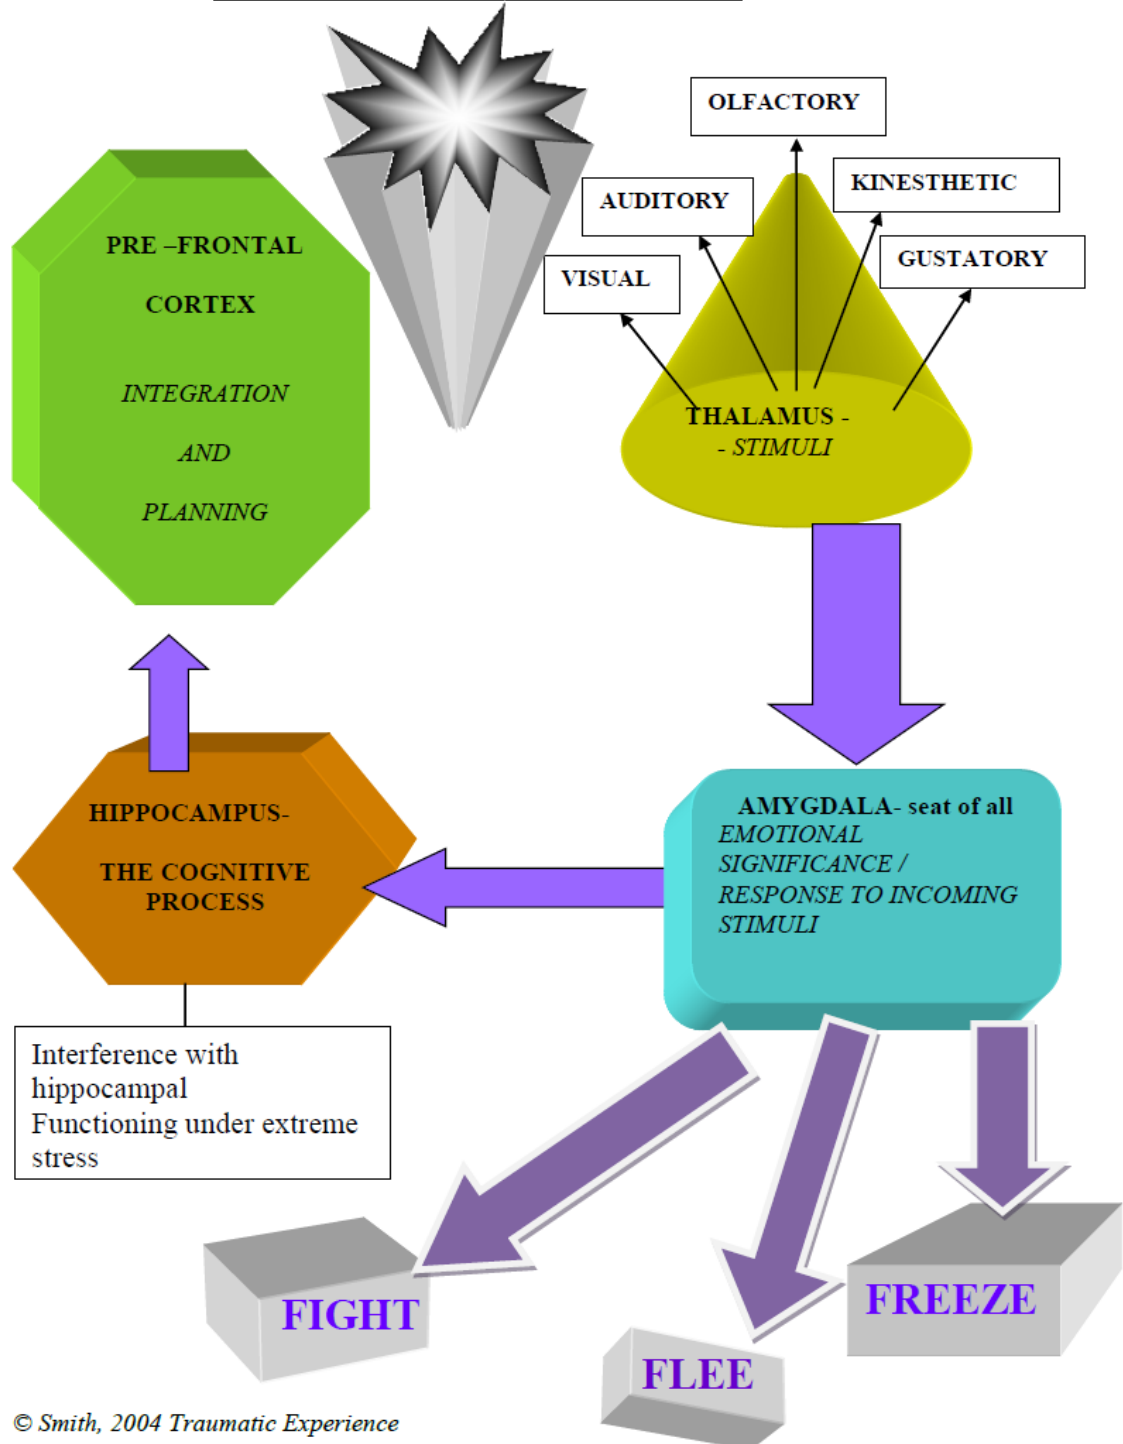 OLFACTORY
KINESTHETIC
AUDITORY
GUSTATORY
VISUAL
THALAMUS -
- STIMULI
PRE –FRONTAL
CORTEX
INTEGRATION
AND
PLANNING
HIPPOCAMPUS-
THE COGNITIVE
PROCESS
AMYGDALA- seat of all
EMOTIONAL
SIGNIFICANCE /
RESPONSE TO INCOMING
STIMULI
Interference with
hippocampal
Functioning under extreme
stress
FIGHT
FLEE
FREEZE
© Smith, 2004 Traumatic Experience